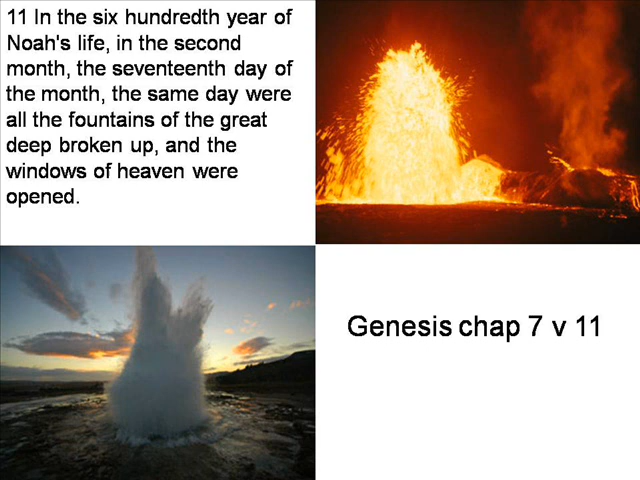 11 In the six hundredth year of
Noah's life, in the second
month, the seventeenth day of
the month, the same day were
all the fountains of the great
deep broken up, and the
windows of heaven were
opened.
Genesis chap 7 v 11